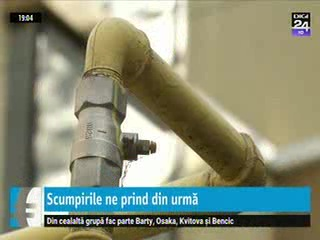 19:04
DIGI
24
HD
Scumpirile ne prind din urmă
Din cealaltă grupă fac parte Barty, Osaka, Kvitova și Bencic